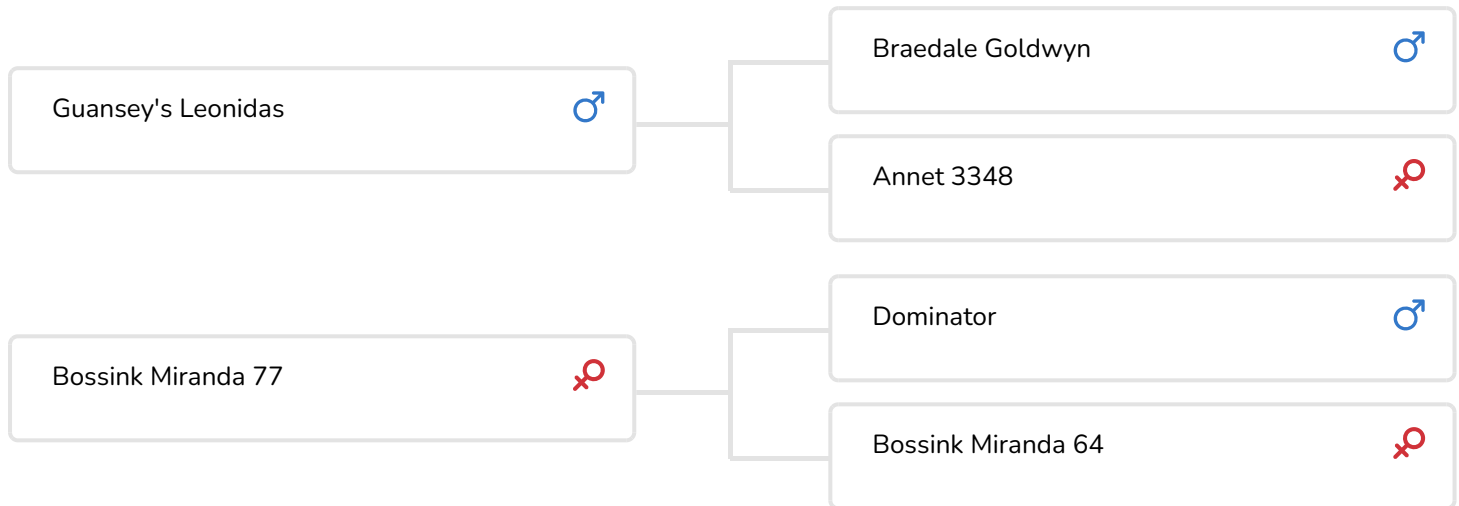 Braedale Goldwyn
Guansey's Leonidas
Annet 3348
Dominator
Bossink Miranda 77
Bossink Miranda 64